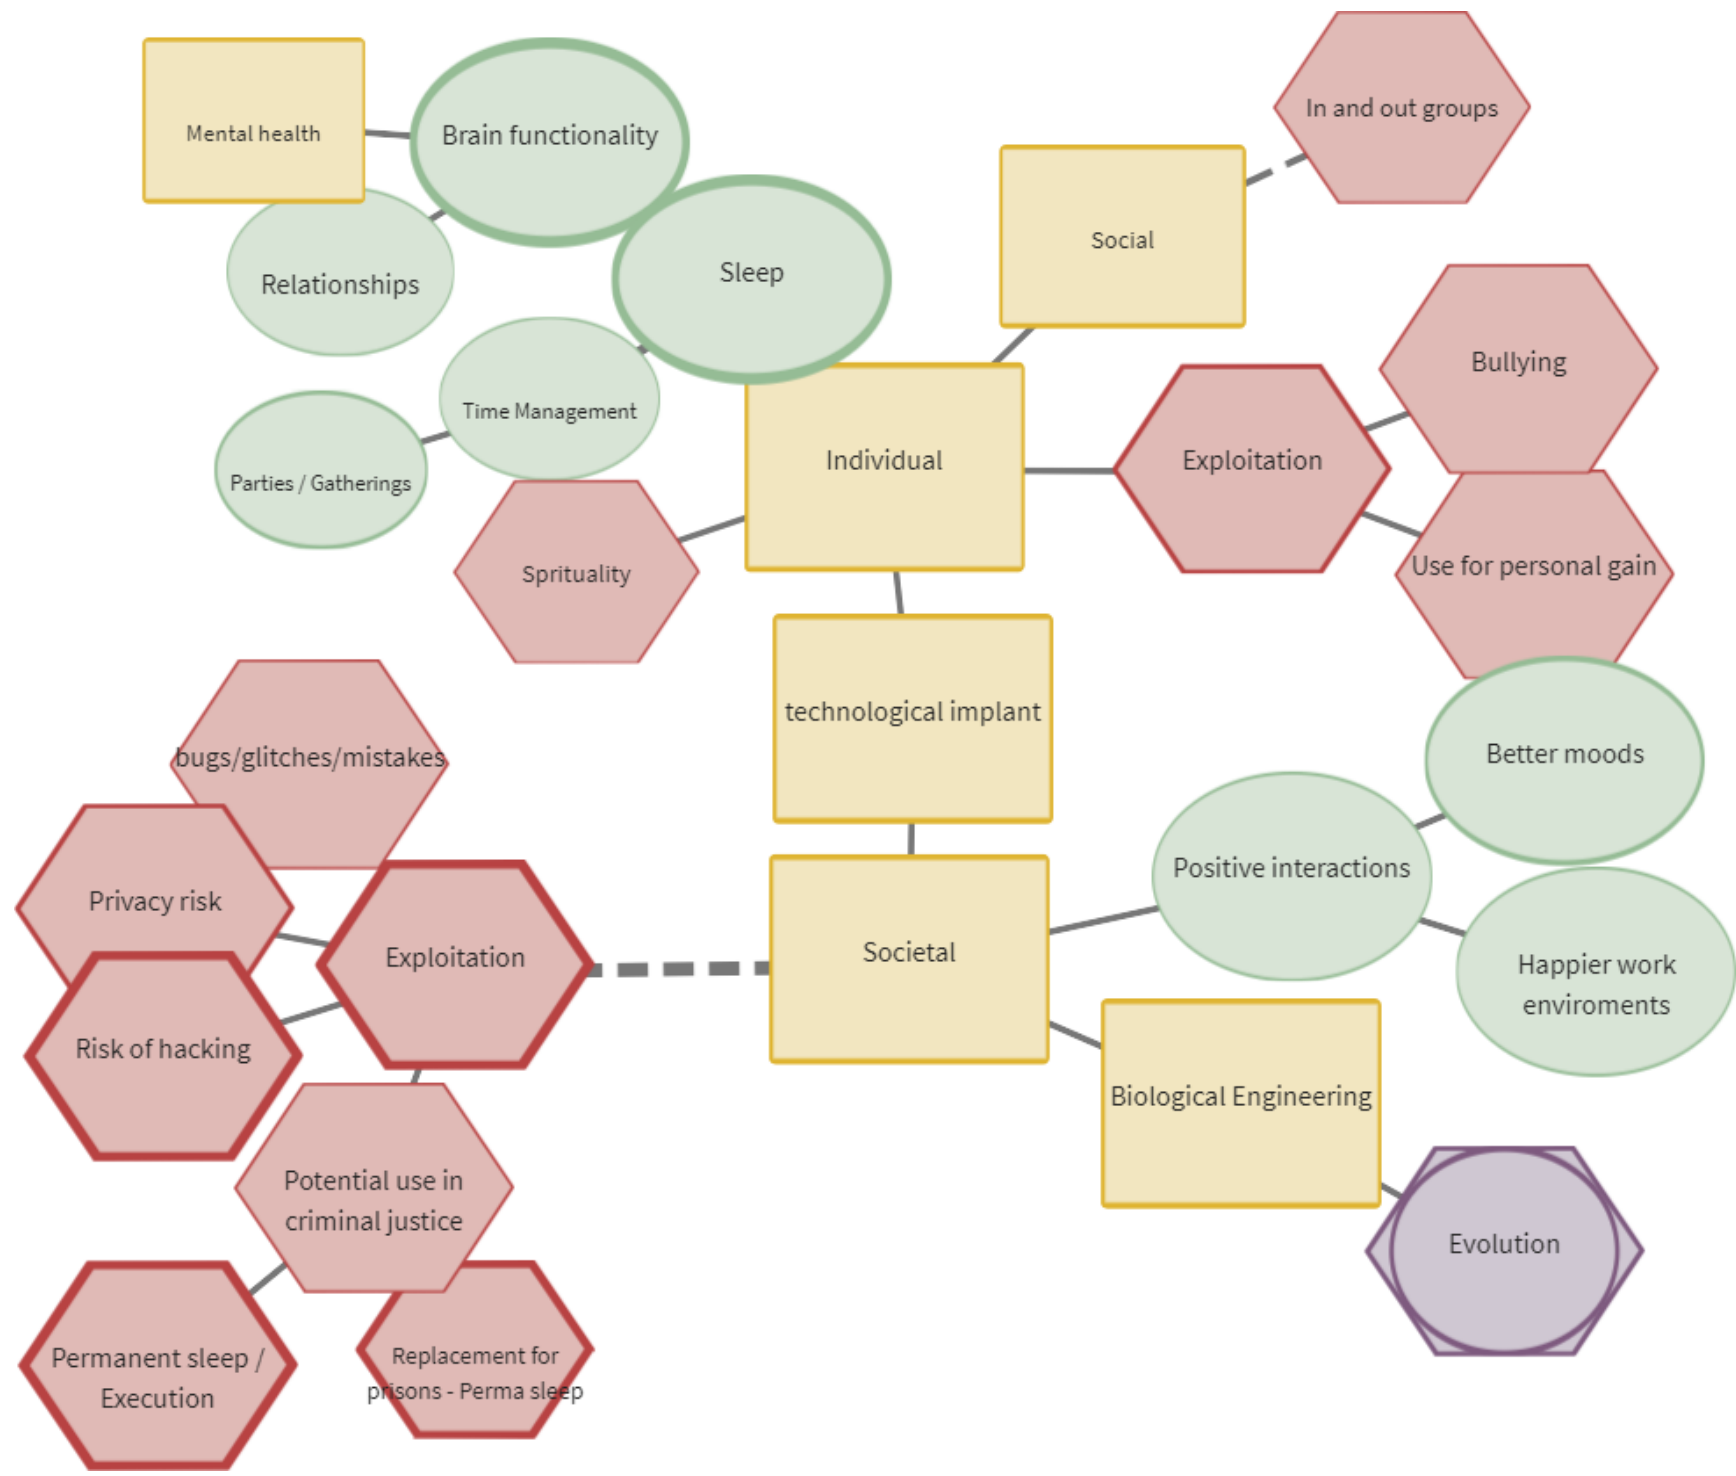 Mental health
Brain functionality
In and out groups
Social
Sleep
Relationships
Bullying
Time Management
Parties / Gatherings
Individual
Exploitation
Sprituality
Use for personal gain
technological implant
bugs/glitches/mistakes
Better moods
Positive interactions
Privacy risk
Exploitation
Societal
Happier work
enviroments
Risk of hacking
Biological Engineering
Potential use in
criminal justice
Evolution
Permanent sleep /
Execution
Replacement for
prisons - Perma sleep